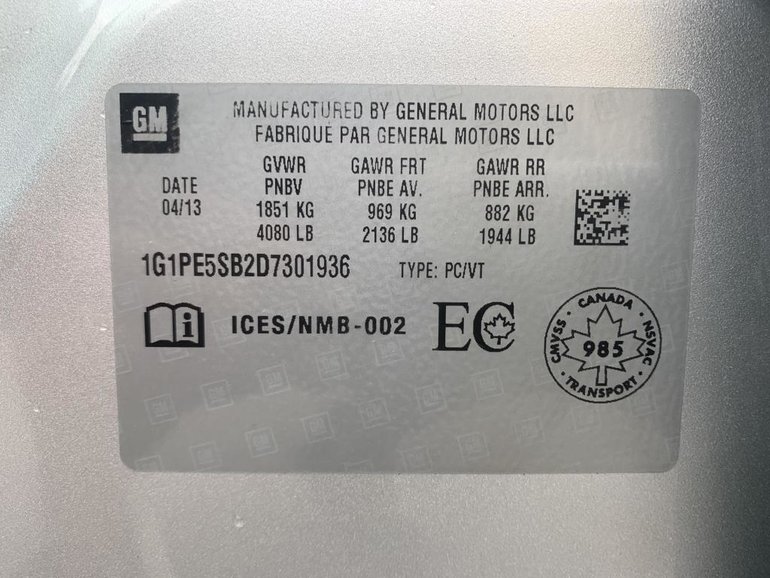 GM
MANUFACTURED BY GENERAL MOTORS LLC
FABRIQUE PAR GENERAL MOTORS LLC
DATE
04/13
GVWR
PNBV
1851 KG
4080 LB
GAWR FRT
PNBE AV.
969 KG
2136 LB
GAWR RR
PNBE ARR.
882 KG
1944 LB
1G1PE5SB2D7301936 TYPE: PC/VT
i ICES/NMB-002 EC
CANADA
CMVSS 985 NSVAC
TRANSPORT